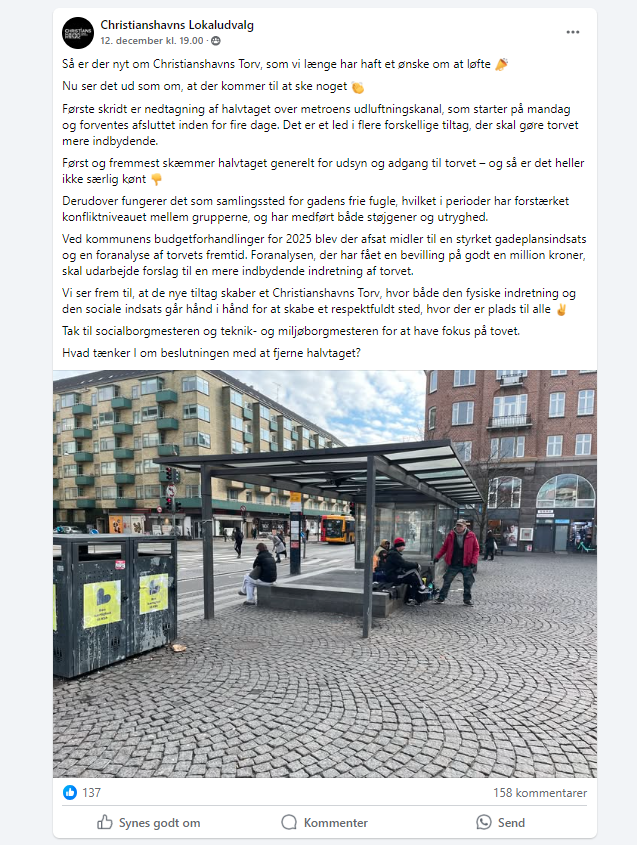 Christianshavns Lokaludvalg
12. december kl. 19.00 ·
Så er der nyt om Christianshavns Torv, som vi længe har haft et ønske om at løfte 🎉
Nu ser det ud som om, at der kommer til at ske noget 👏
Første skridt er nedtagning af halvtaget over metroens udluftningskanal, som starter på mandag
og forventes afsluttet inden for fire dage. Det er et led i flere forskellige tiltag, der skal gøre torvet
mere indbydende.
Først og fremmest skæmmer halvtaget generelt for udsyn og adgang til torvet – og så er det heller
ikke særlig kønt 👇
Derudover fungerer det som samlingssted for gadens frie fugle, hvilket i perioder har forstærket
konfliktniveauet mellem grupperne, og har medført både støjgener og utryghed.
Ved kommunens budgetforhandlinger for 2025 blev der afsat midler til en styrket gadeplansindsats
og en foranalyse af torvets fremtid. Foranalysen, der har fået en bevilling på godt en million kroner,
skal udarbejde forslag til en mere indbydende indretning af torvet.
Vi ser frem til, at de nye tiltag skaber et Christianshavns Torv, hvor både den fysiske indretning og
den sociale indsats går hånd i hånd for at skabe et respektfuldt sted, hvor der er plads til alle ✌
Tak til socialborgmesteren og teknik- og miljøborgmesteren for at have fokus på tovet.
Hvad tænker I om beslutningen med at fjerne halvtaget?
137
158 kommentarer
Synes godt om
Kommenter
Send